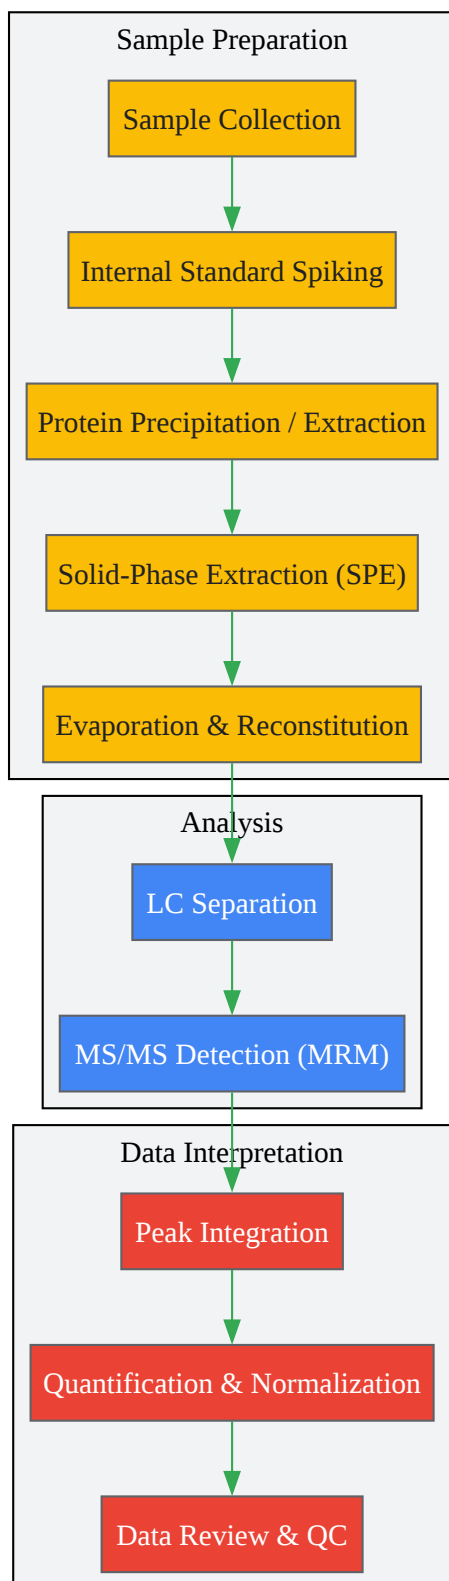 Sample Preparation
Sample Collection
Internal Standard Spiking
Protein Precipitation / Extraction
Solid-Phase Extraction (SPE)
Evaporation & Reconstitution
Analysis
LC Separation
MS/MS Detection (MRM)
Data Interpretation
Peak Integration
Quantification & Normalization
Data Review & QC